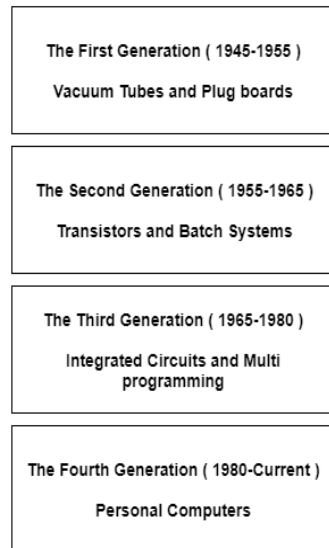 The First Generation ( 1945-1955 )
Vacuum Tubes and Plug boards
The Second Generation ( 1955-1965 )
Transistors and Batch Systems
The Third Generation ( 1965-1980 )
Integrated Circuits and Multi
programming
The Fourth Generation ( 1980-Current )
Personal Computers